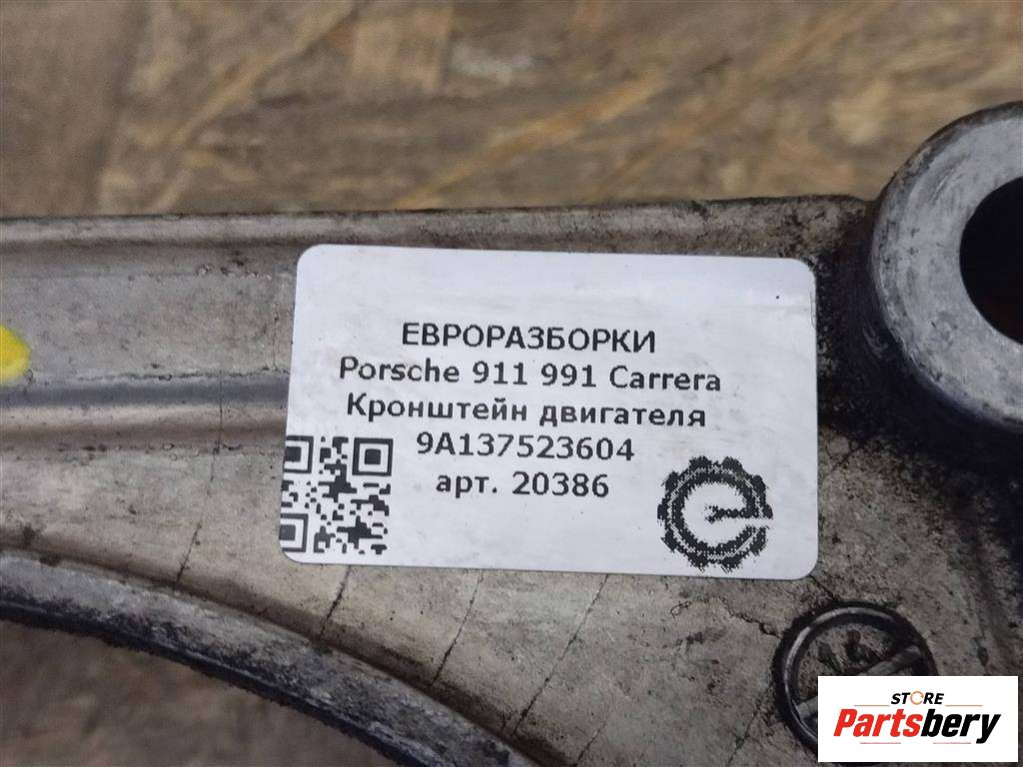 ЕВРОРАЗБОРКИ
Porsche 911 991 Carrera
Кронштейн двигателя
9A137523604
арт. 20386
STORE
Partsbery